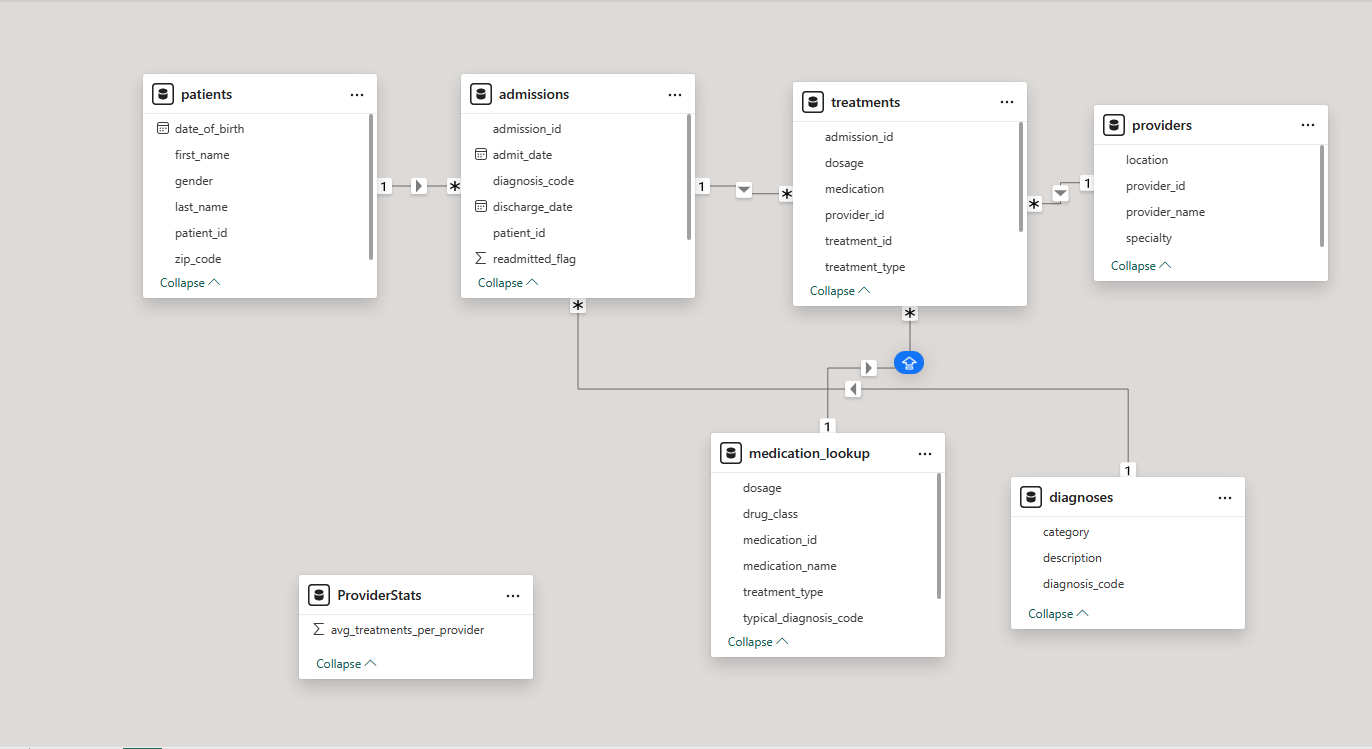 patients
date_of_birth
first_name
gender
last_name
patient_id
zip_code
Collapse
1
*
admissions
admission_id
admit_date
diagnosis_code
discharge_date
patient_id
Σ readmitted_flag
Collapse
1
*
treatments
admission_id
dosage
medication
provider_id
treatment_id
treatment_type
Collapse
*
1
providers
location
provider_id
provider_name
specialty
Collapse
*
*
1
medication_lookup
dosage
drug_class
medication_id
medication_name
treatment_type
typical_diagnosis_code
Collapse
1
diagnoses
category
description
diagnosis_code
Collapse
ProviderStats
Σ avg_treatments_per_provider
Collapse